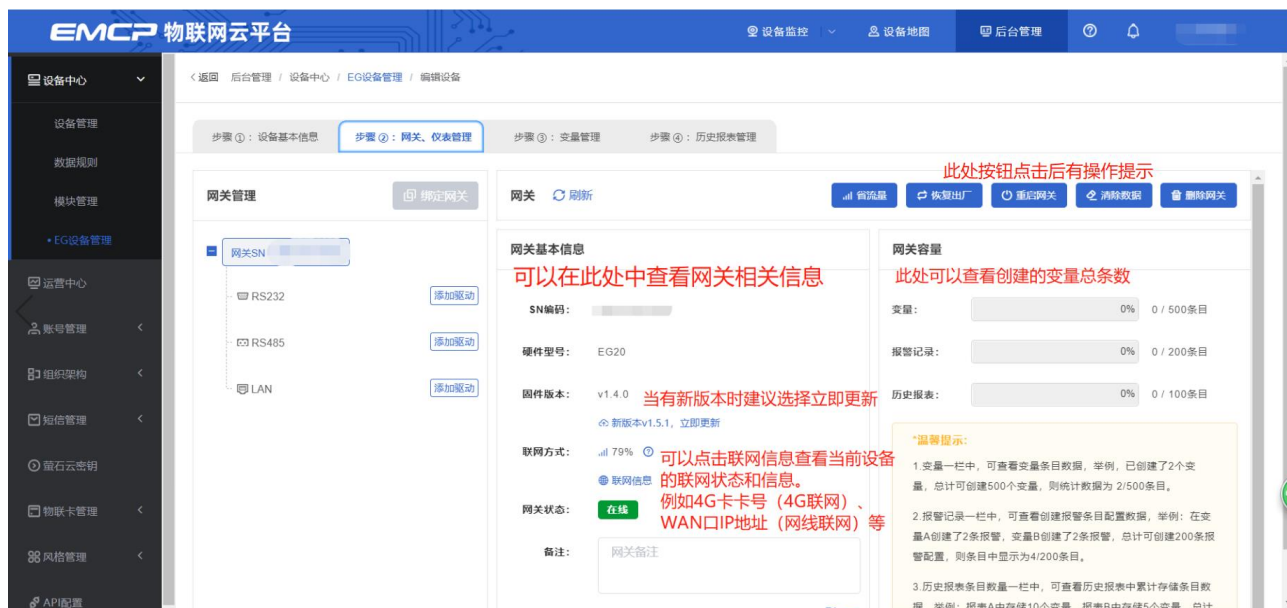 EMCP 物联网云平台
设备监控
设备地图
后台管理
设备中心
设备管理
数据规则
模块管理
• EG设备管理
运营中心
账号管理
组织架构
短信管理
萤石云密钥
物联卡管理
风格管理
API配置
< 返回 后台管理 / 设备中心 / EG设备管理 / 编辑设备
步骤①：设备基本信息
步骤②：网关、仪表管理
步骤③：变量管理
步骤④：历史报表管理
此处按钮点击后有操作提示
网关管理
绑定网关
网关SN
RS232 添加驱动
RS485 添加驱动
LAN 添加驱动
网关 刷新
省流量 恢复出厂 重启网关 清除数据 删除网关
网关基本信息
可以在此处中查看网关相关信息
SN编码：
硬件型号： EG20
固件版本： v1.4.0
当有新版本时建议选择立即更新
新版本v1.5.1，立即更新
联网方式： 79%
联网信息
可以点击联网信息查看当前设备
的联网状态和信息。
例如4G卡卡号（4G联网）、
WAN口IP地址（网线联网）等
网关状态： 在线
备注： 网关备注
网关容量
此处可以查看创建的变量总条数
变量： 0% 0 / 500条目
报警记录： 0% 0 / 200条目
历史报表： 0% 0 / 100条目
*温馨提示：
1.变量一栏中，可查看变量条目数据，举例，已创建了2个变
量，总计可创建500个变量，则统计数据为 2/500条目。
2.报警记录一栏中，可查看创建报警条目配置数据，举例：在变
量A创建了2条报警，变量B创建了2条报警，总计可创建200条报
警配置，则条目中显示为4/200条目。
3.历史报表条目数量一栏中，可查看历史报表中累计存储条目数
据，举例：报表A中存储10个变量，报表B中存储5个变量，总计